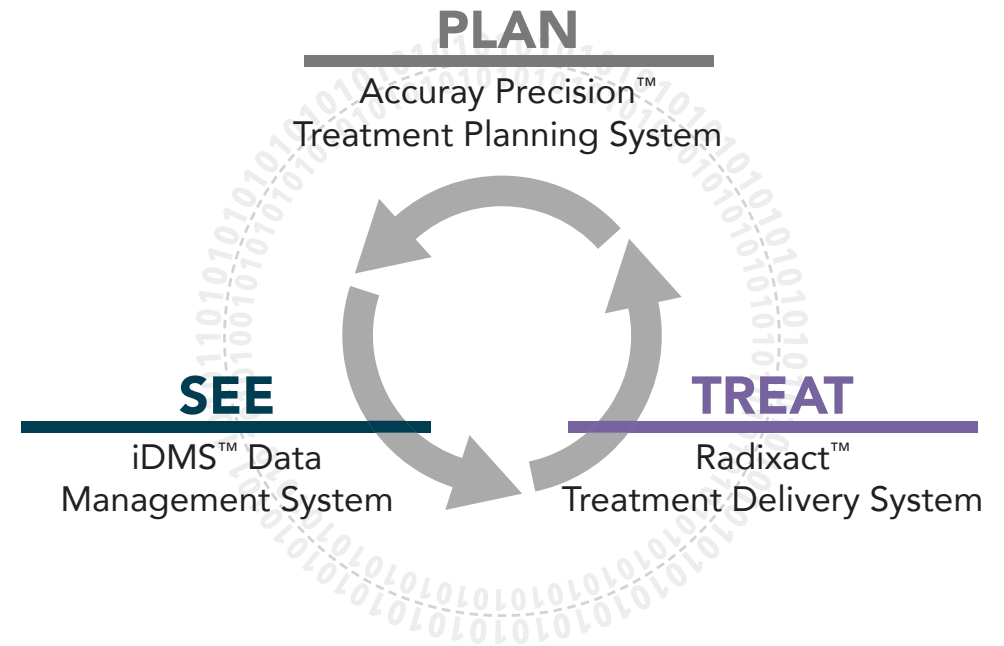 PLAN
Accuray Precision™
Treatment Planning System
SEE
iDMS™ Data
Management System
TREAT
Radixact™
Treatment Delivery System